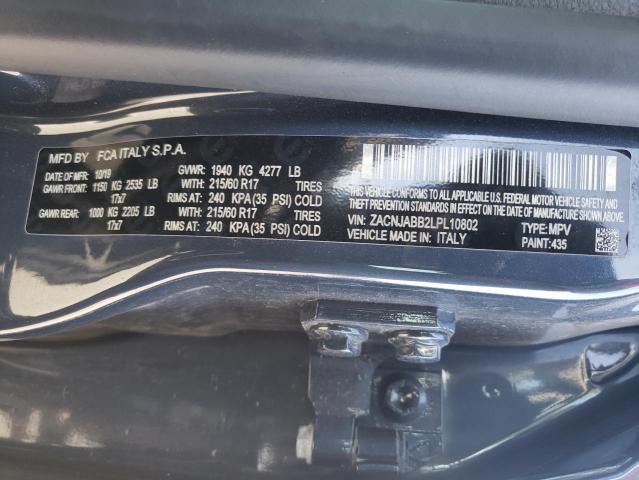 MFD BY FCA ITALY S.P.A.
DATE OF MFR: 10/19 GVWR: 1940 KG 4277 LB
GAWR FRONT: 1150 KG 2535 LB WITH: 215/60 R17 TIRES
17x7 RIMS AT: 240 KPA(35 PSI) COLD
GAWR REAR: 1000 KG 2205 LB WITH: 215/60 R17 TIRES
17x7 RIMS AT: 240 KPA(35 PSI) COLD
THIS VEHICLE CONFORMS TO ALL APPLICABLE U.S. FEDERAL MOTOR VEHICLE SAFETY, BUMPER, AND
THEFT PREVENTION STANDARDS IN EFFECT ON THE DATE OF MANUFACTURE SHOWN ABOVE.
VIN: ZACNJABB2LPL10802 TYPE: MPV
VEHICLE MADE IN: ITALY PAINT: 435